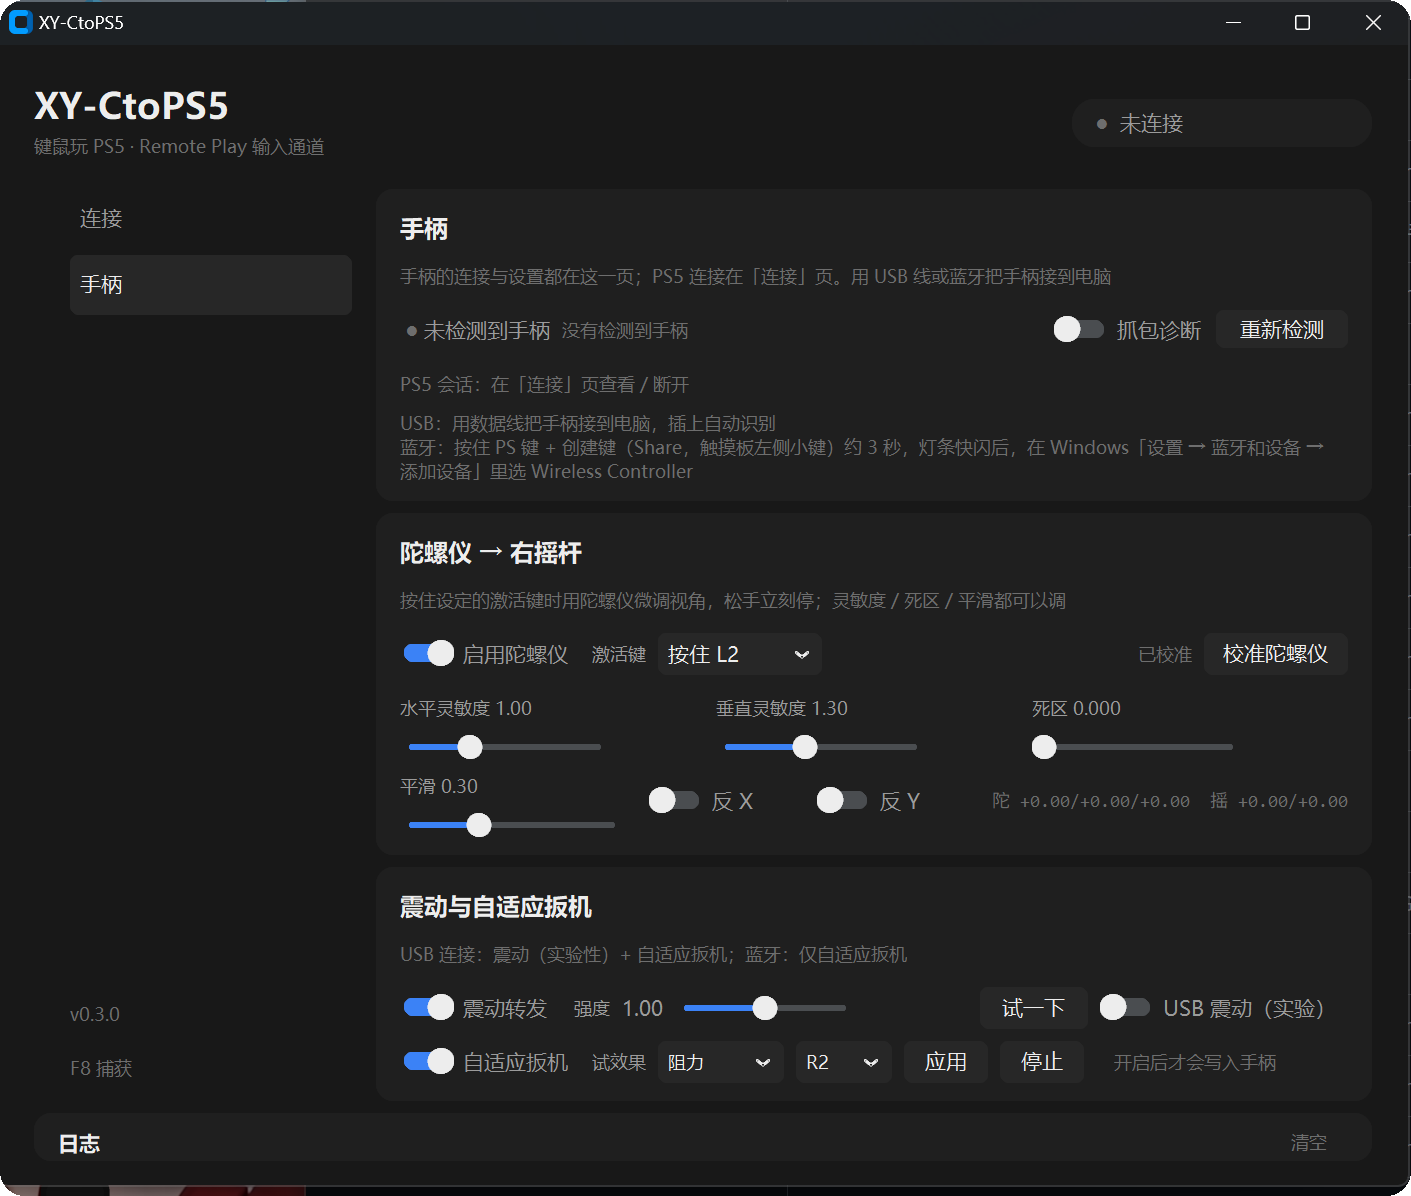 XY-CtoPS5
XY-CtoPS5
键鼠玩 PS5 · Remote Play 输入通道
未连接
连接
手柄
手柄
手柄的连接与设置都在这一页；PS5 连接在「连接」页。用 USB 线或蓝牙把手柄接到电脑
未检测到手柄 没有检测到手柄
抓包诊断 重新检测
PS5 会话：在「连接」页查看 / 断开
USB：用数据线把手柄接到电脑，插上自动识别
蓝牙：按住 PS 键 + 创建键（Share，触摸板左侧小键）约 3 秒，灯条快闪后，在 Windows「设置 → 蓝牙和设备 →
添加设备」里选 Wireless Controller
陀螺仪 → 右摇杆
按住设定的激活键时用陀螺仪微调视角，松手立刻停；灵敏度 / 死区 / 平滑都可以调
启用陀螺仪 激活键 按住 L2 已校准 校准陀螺仪
水平灵敏度 1.00 垂直灵敏度 1.30 死区 0.000
平滑 0.30
反 X 反 Y 陀 +0.00/+0.00/+0.00 摇 +0.00/+0.00
震动与自适应扳机
USB 连接：震动（实验性）+ 自适应扳机；蓝牙：仅自适应扳机
震动转发 强度 1.00 试一下 USB 震动（实验）
自适应扳机 试效果 阻力 R2 应用 停止 开启后才会写入手柄
v0.3.0
F8 捕获
日志 清空